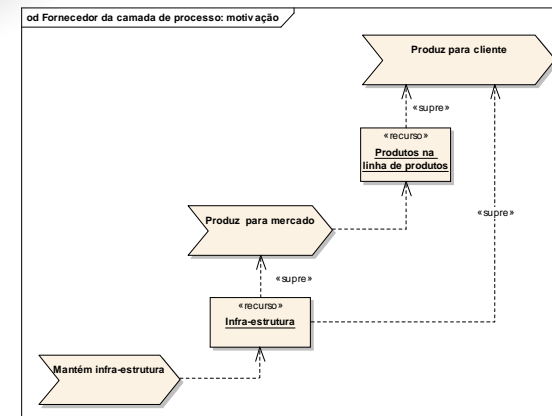 od Fornecedor da camada de processo: motivação
Produz para cliente
«supre»
«recurso»
Produtos na
linha de produtos
Produz para mercado
«supre»
«supre»
«recurso»
Infra-estrutura
Mantém infra-estrutura